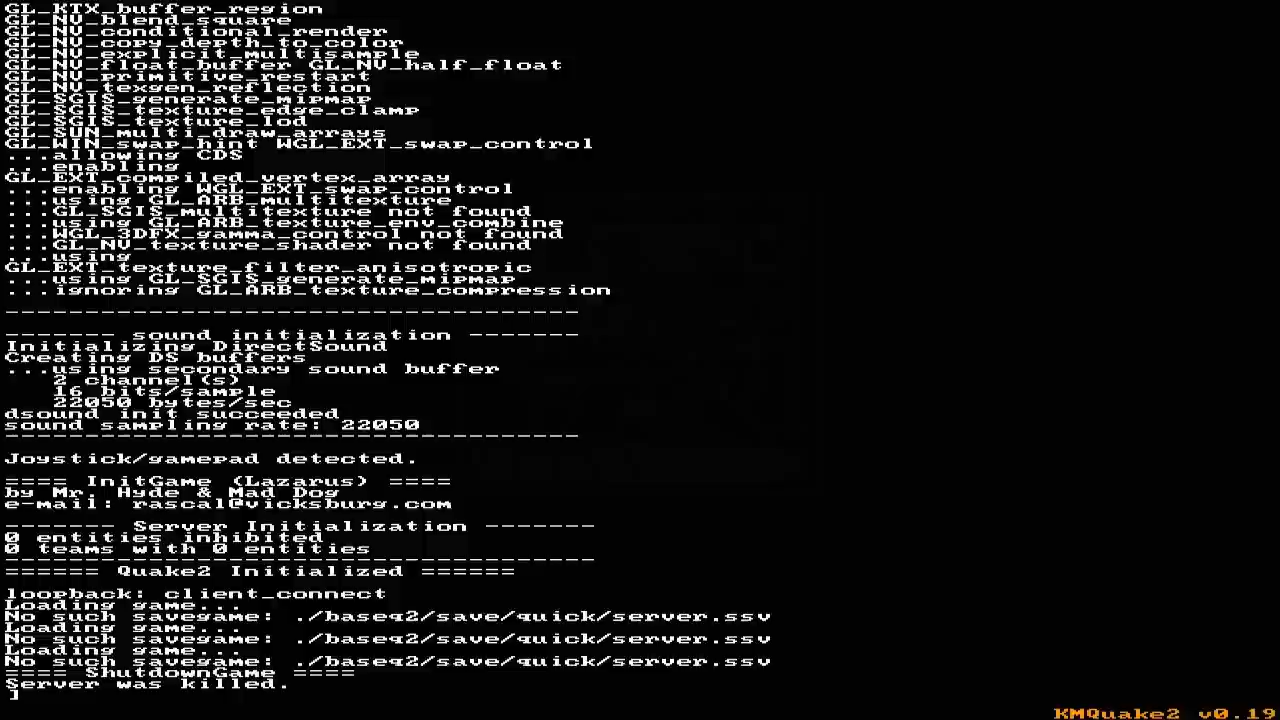 GL_KTX_buffer_region
GL_NV_blend_square
GL_NV_conditional_render
GL_NV_copy_depth_to_color
GL_NV_explicit_multisample
GL_NV_float_buffer GL_NV_half_float
GL_NV_primitive_restart
GL_NV_texgen_reflection
GL_SGIS_generate_mipmap
GL_SGIS_texture_edge_clamp
GL_SGIS_texture_lod
GL_SUN_multi_draw_arrays
GL_WIN_swap_hint WGL_EXT_swap_control
...allowing CDS
...enabling
GL_EXT_compiled_vertex_array
...enabling WGL_EXT_swap_control
...using GL_ARB_multitexture
...GL_SGIS_multitexture not found
...using GL_ARB_texture_env_combine
...WGL_3DFX_gamma_control not found
...GL_NV_texture_shader not found
...using
GL_EXT_texture_filter_anisotropic
...using GL_SGIS_generate_mipmap
...ignoring GL_ARB_texture_compression
------------------------------------
------- sound initialization -------
Initializing DirectSound
Creating DS buffers
...using secondary sound buffer
   2 channel(s)
   16 bits/sample
   22050 bytes/sec
dsound init succeeded
sound sampling rate: 22050
------------------------------------
Joystick/gamepad detected.
==== InitGame (Lazarus) ====
by Mr. Hyde & Mad Dog
e-mail: rascal@vicksburg.com
------- Server Initialization -------
0 entities inhibited
0 teams with 0 entities
-------------------------------------
====== Quake2 Initialized ======
loopback: client_connect
Loading game...
No such savegame: ./baseq2/save/quick/server.ssv
Loading game...
No such savegame: ./baseq2/save/quick/server.ssv
Loading game...
No such savegame: ./baseq2/save/quick/server.ssv
==== ShutdownGame ====
Server was killed.
]
KMQuake2 v0.19